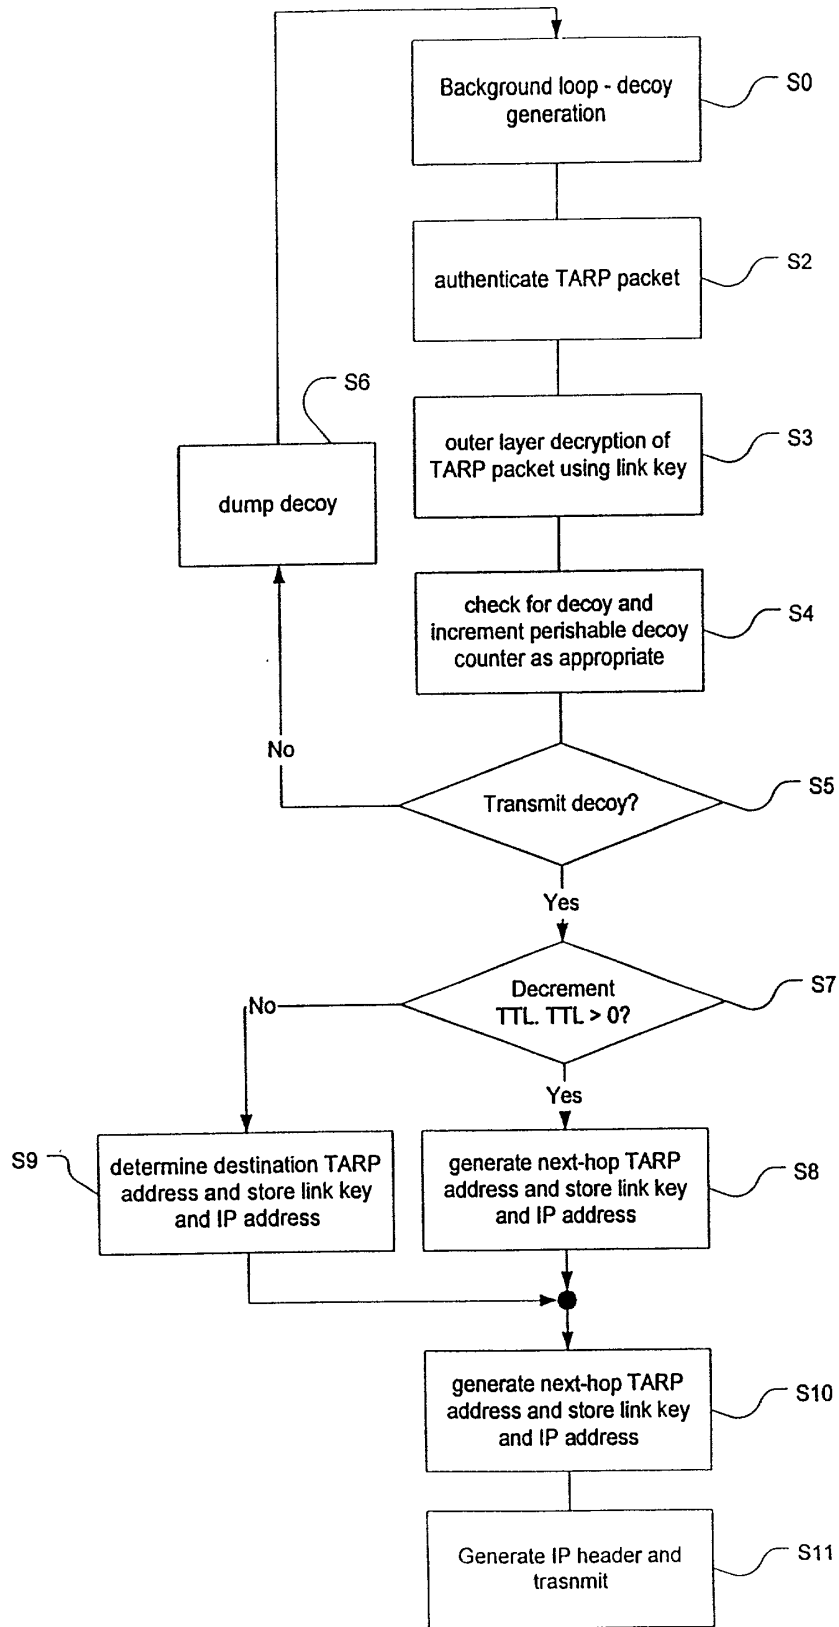 Background loop - decoy
generation
S0
authenticate TARP packet
S2
S6
outer layer decryption of
TARP packet using link key
S3
dump decoy
check for decoy and
increment perishable decoy
counter as appropriate
S4
No
Transmit decoy?
S5
Yes
Decrement
TTL. TTL > 0?
S7
No
Yes
S9
determine destination TARP
address and store link key
and IP address
generate next-hop TARP
address and store link key
and IP address
S8
generate next-hop TARP
address and store link key
and IP address
S10
Generate IP header and
trasnmit
S11